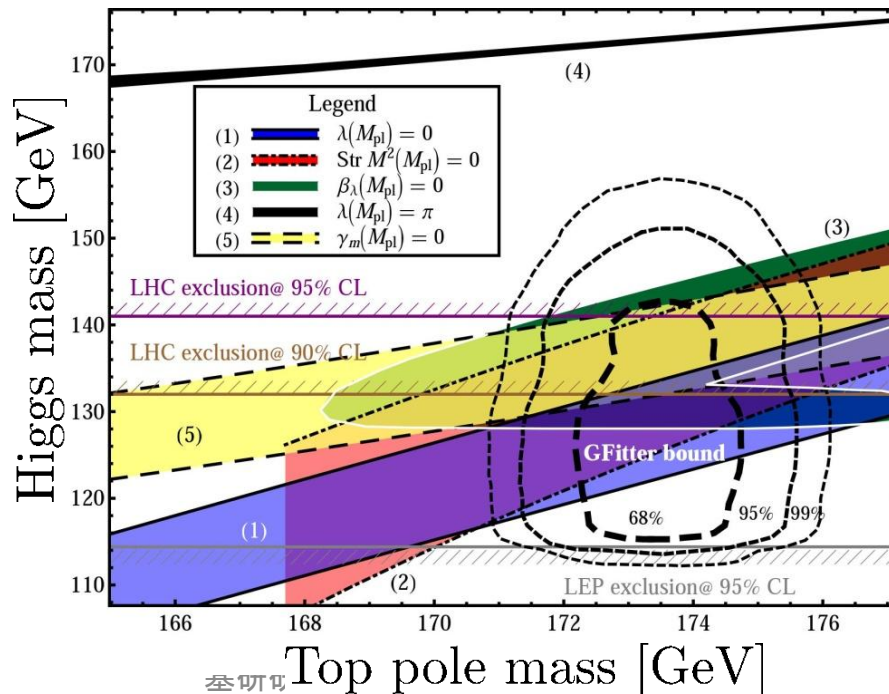 Higgs mass [GeV]
170
160
150
140
130
120
110
(4)
Legend
(1) λ(Mpl) = 0
(2) Str M²(Mpl) = 0
(3) βλ(Mpl) = 0
(4) λ(Mpl) = π
(5) γm(Mpl) = 0
(3)
LHC exclusion@ 95% CL
LHC exclusion@ 90% CL
(5)
GFitter bound
(1)
68%
95%
99%
(2)
LEP exclusion@ 95% CL
166 168 170 172 174 176
Top pole mass [GeV]